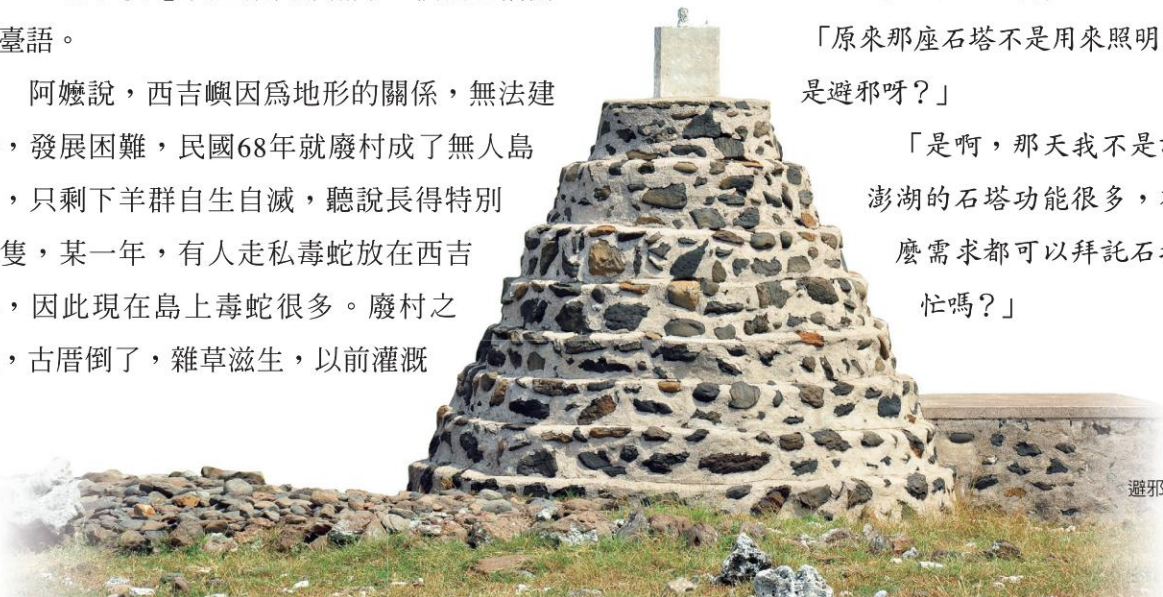 臺語。
阿嬤說，西吉嶼因爲地形的關係，無法建
，發展困難，民國68年就廢村成了無人島
，只剩下羊群自生自滅，聽說長得特別
隻，某一年，有人走私毒蛇放在西吉
，因此現在島上毒蛇很多。廢村之
，古厝倒了，雜草滋生，以前灌溉
「原來那座石塔不是用來照明
是避邪呀？」
「是啊，那天我不是
澎湖的石塔功能很多，
麼需求都可以拜託石
忙嗎？」
避邪